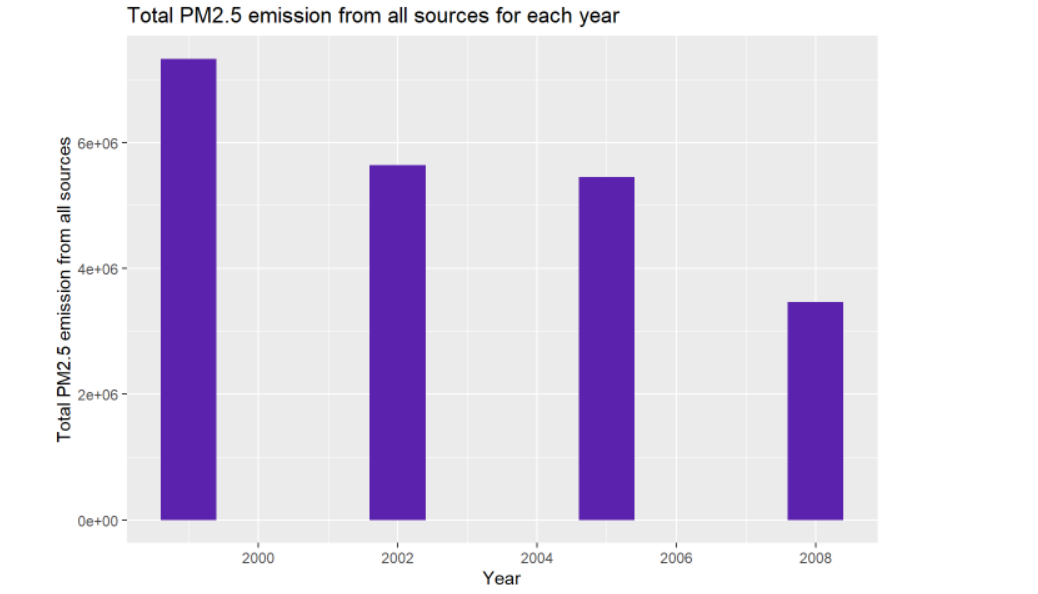 Total PM2.5 emission from all sources for each year
Total PM2.5 emission from all sources
6e+06
4e+06
2e+06
0e+00
2000 2002 2004 2006 2008
Year